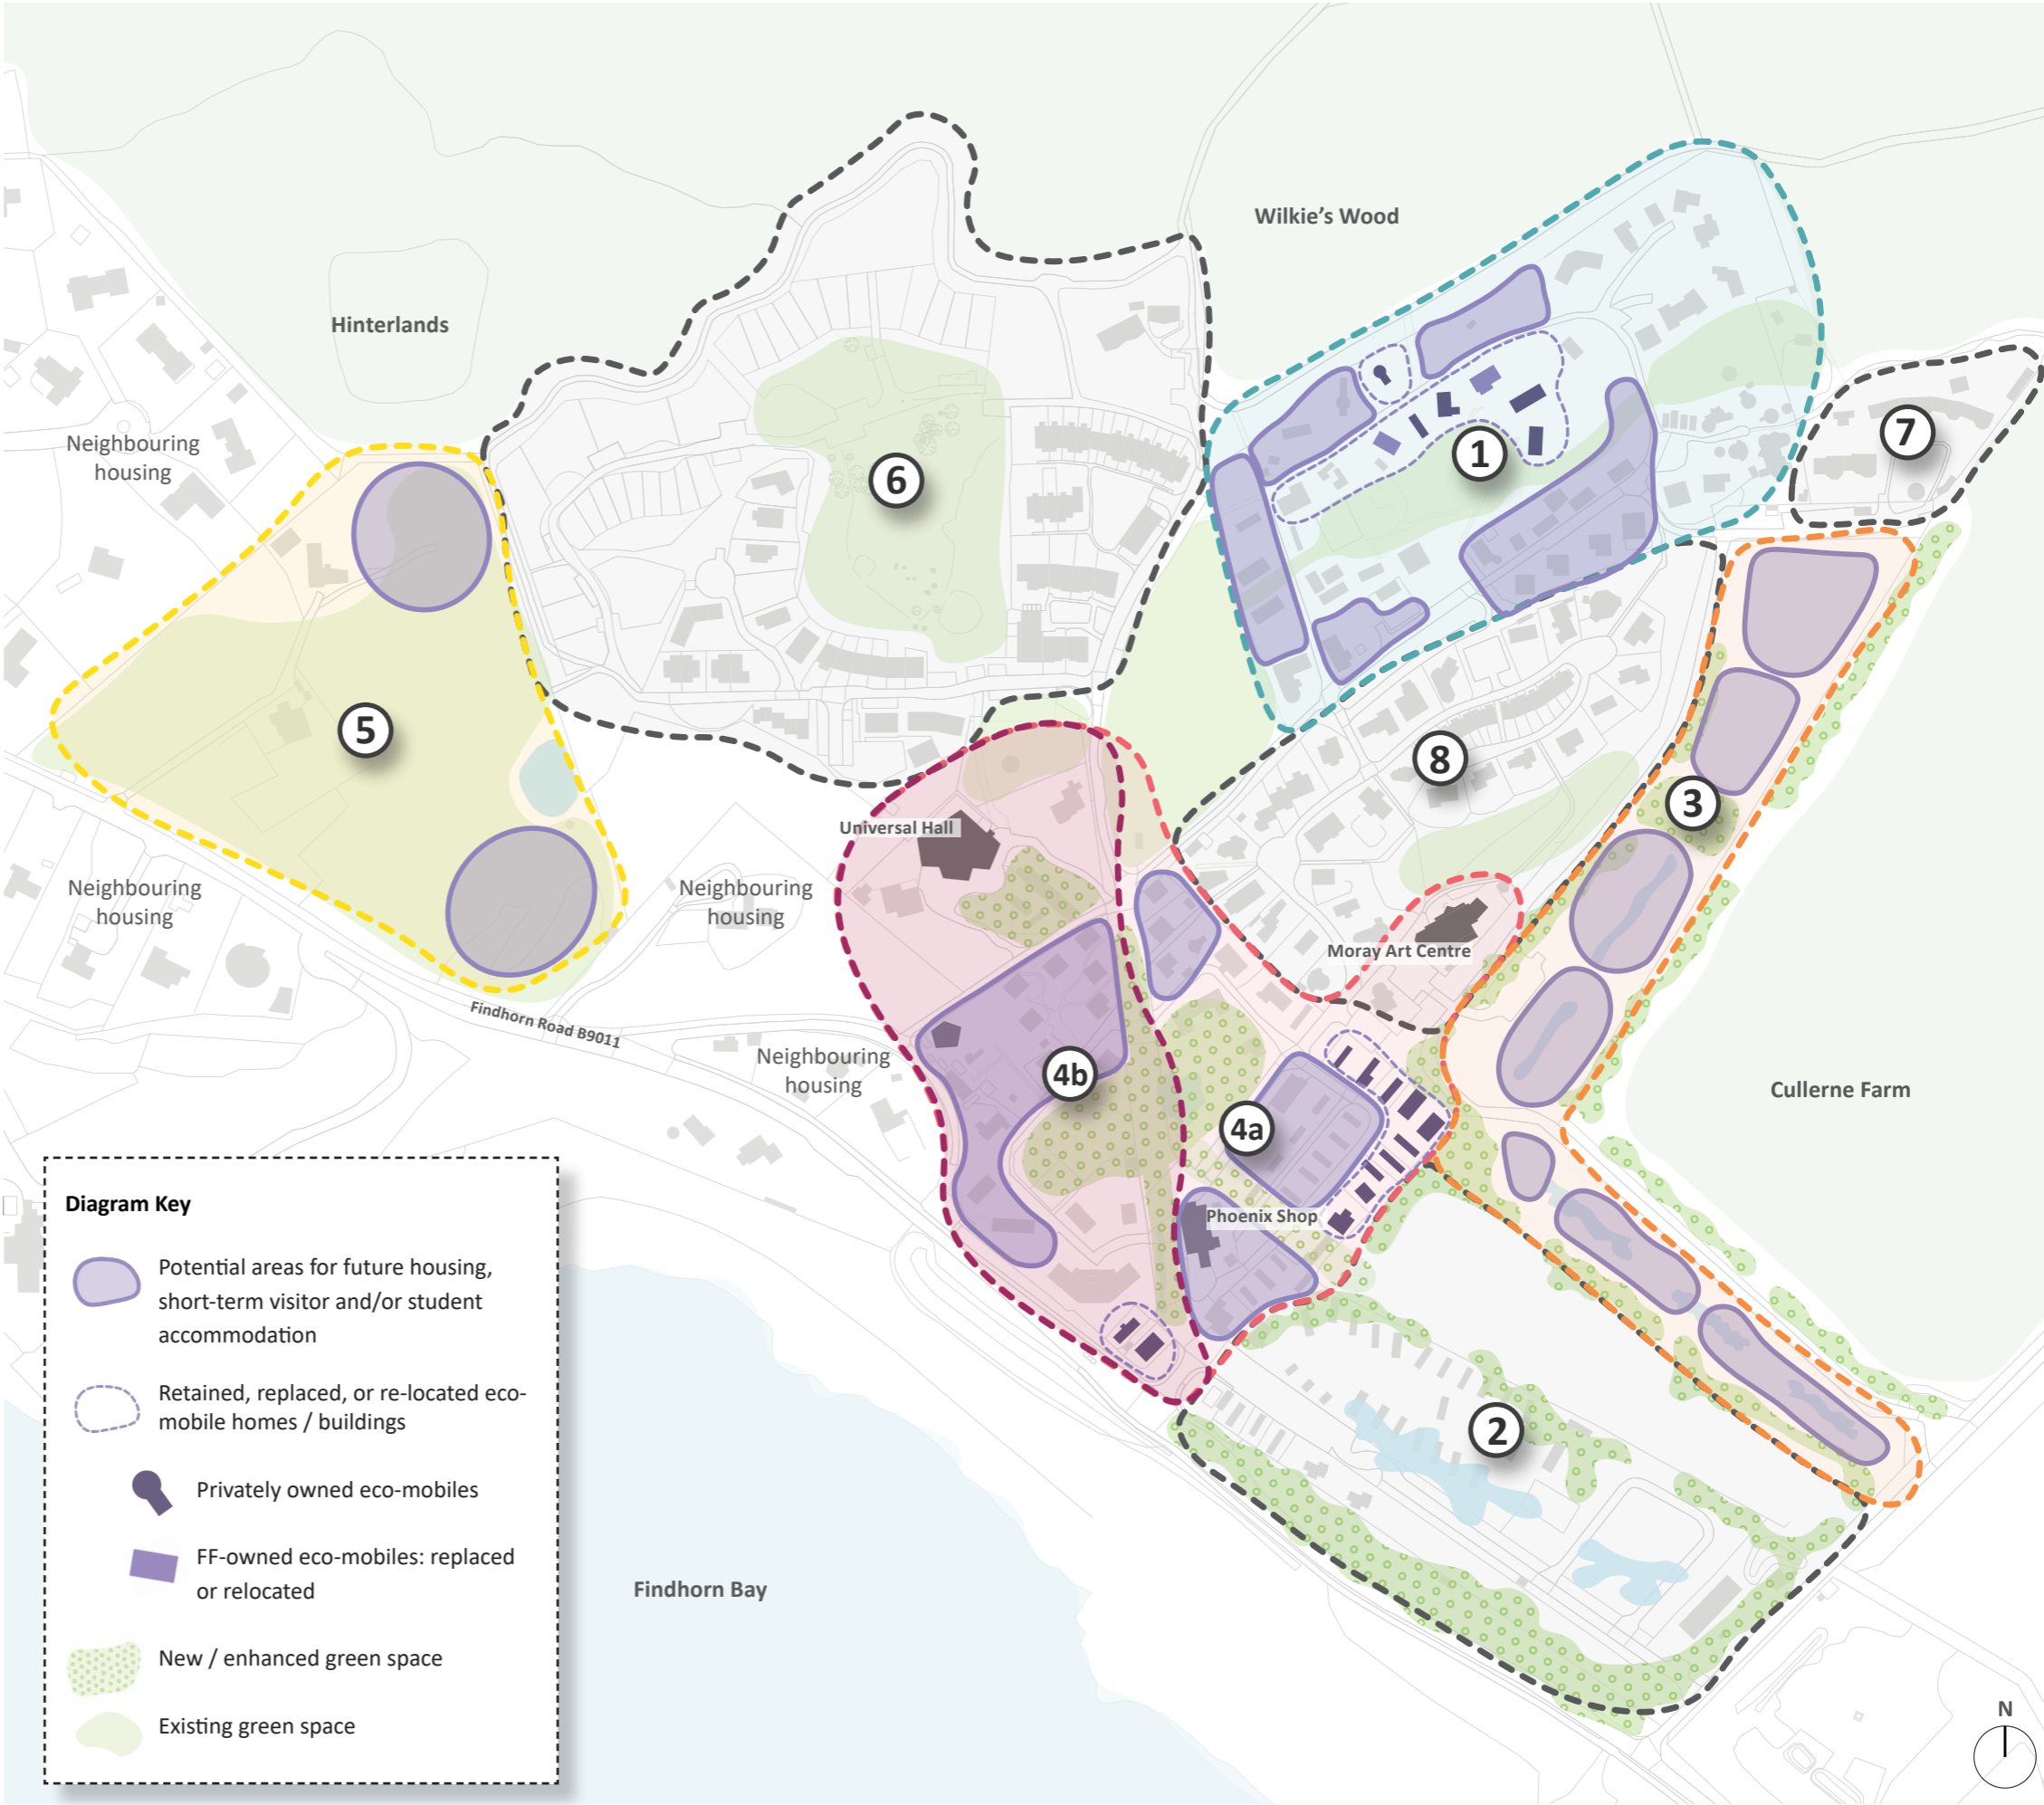 Wilkie's Wood
Hinterlands
Neighbouring
housing
1
7
6
5
8
3
Universal Hall
Neighbouring
housing
Neighbouring
housing
Moray Art Centre
Findhorn Road B9011
Neighbouring
housing
4b
4a
Cullerne Farm
Phoenix Shop
2
Findhorn Bay
N
Diagram Key
Potential areas for future housing,
short-term visitor and/or student
accommodation
Retained, replaced, or re-located eco-
mobile homes / buildings
Privately owned eco-mobiles
FF-owned eco-mobiles: replaced
or relocated
New / enhanced green space
Existing green space